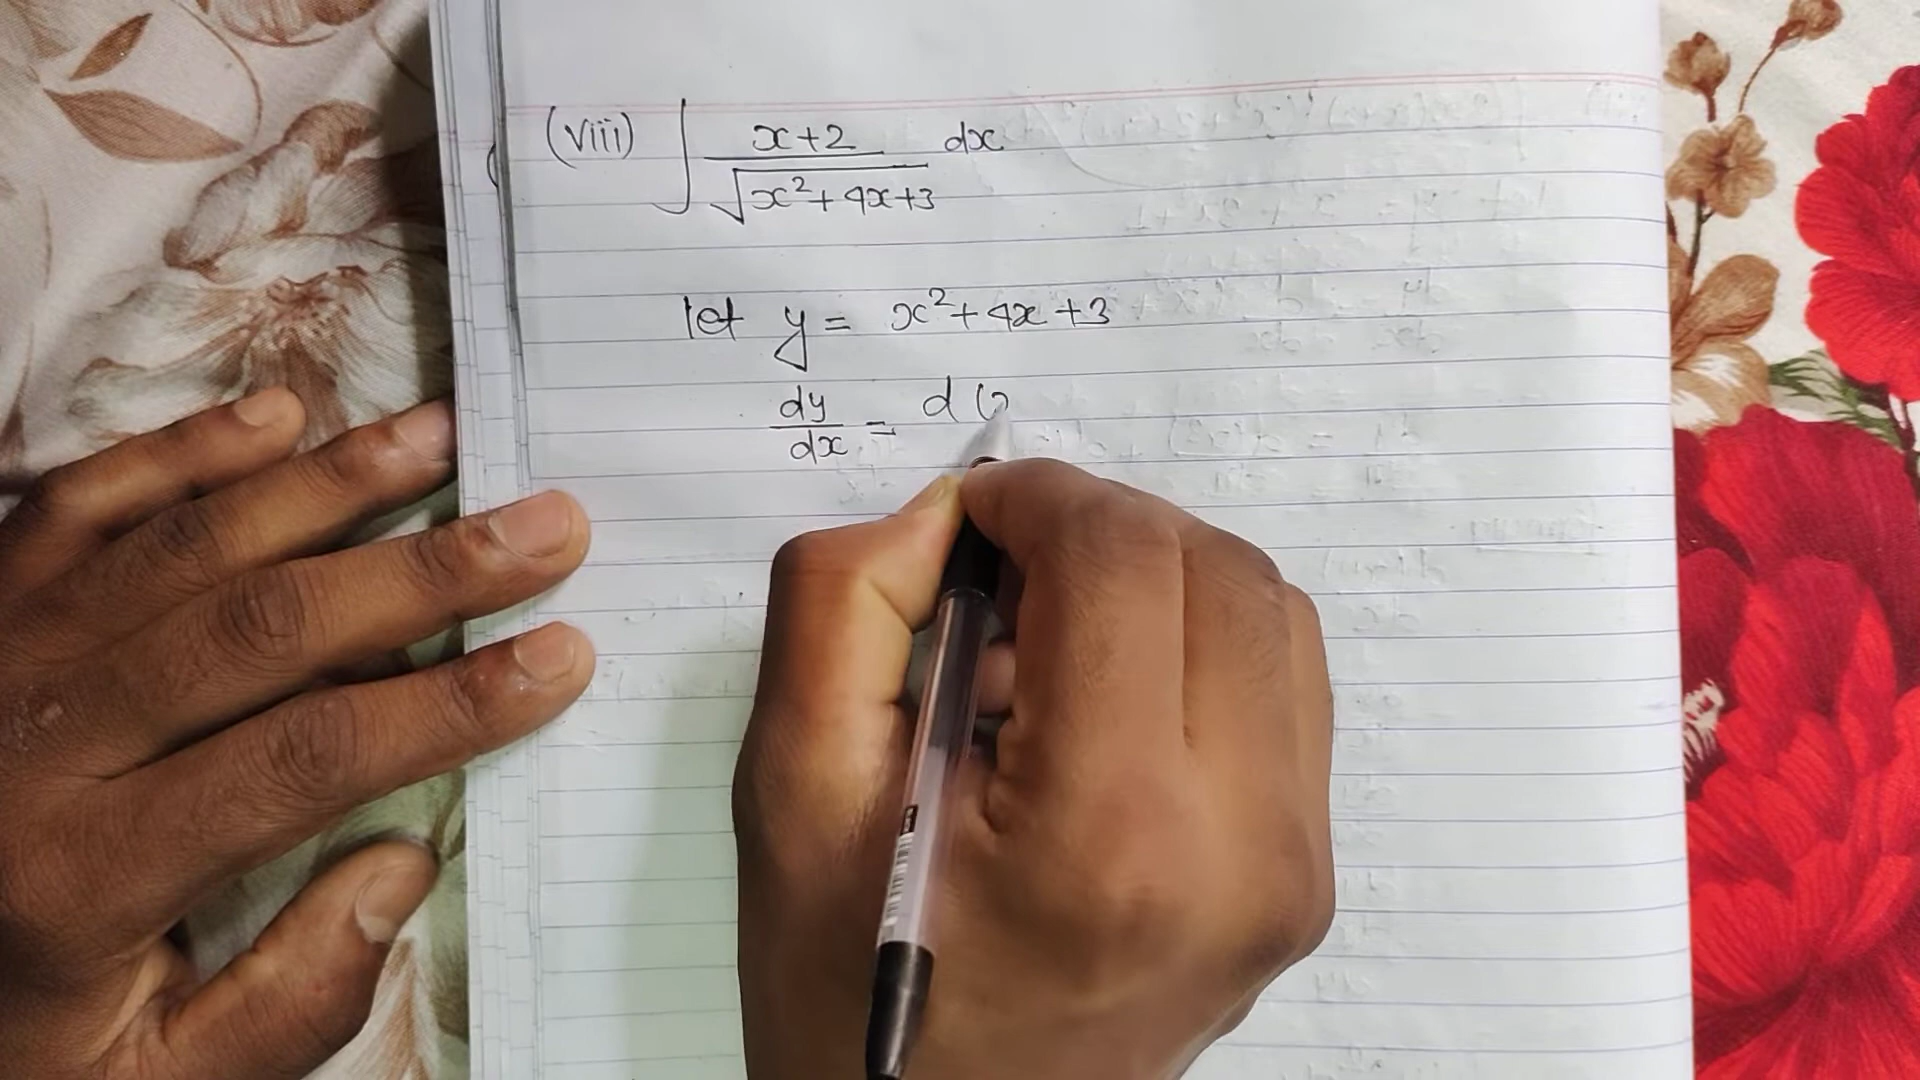 (viii) ∫ x+2 / √x²+4x+3 dx
let y = x²+4x+3
dy/dx = d (